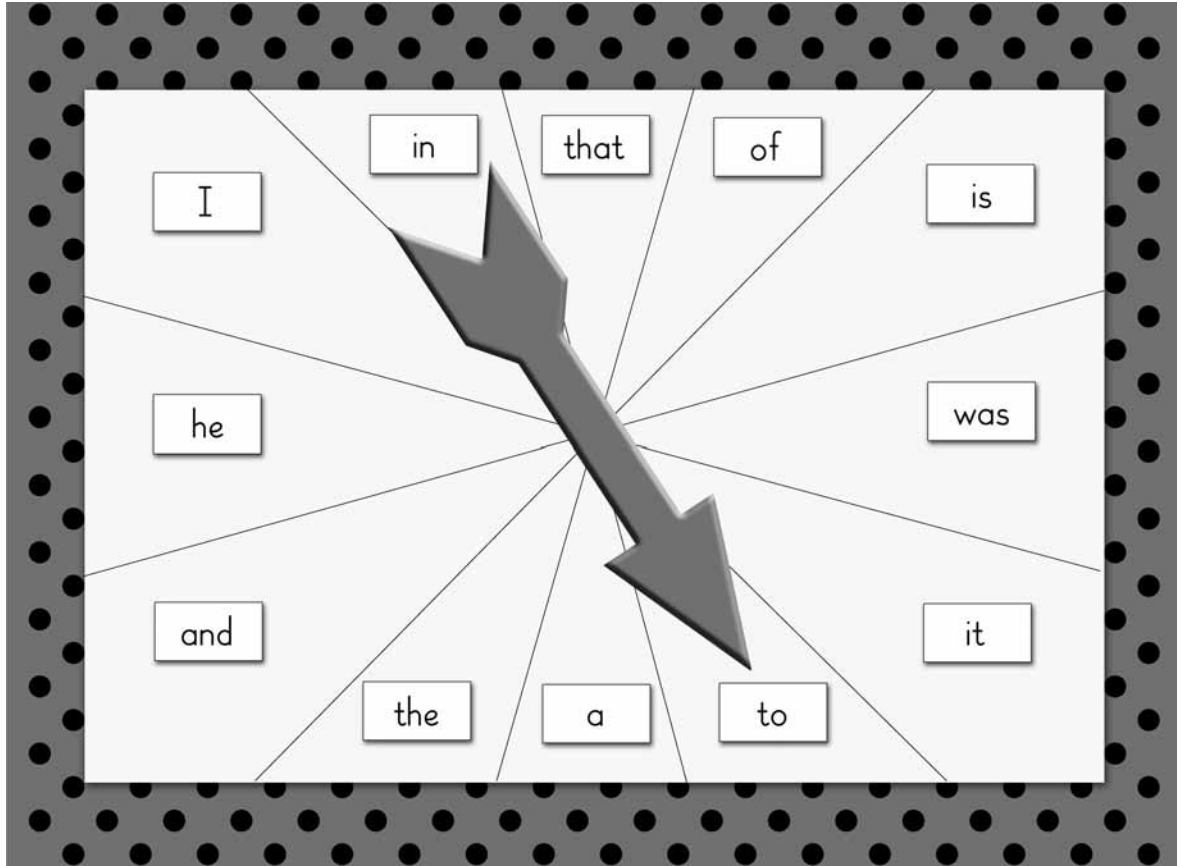 in
that
of
I
is
he
was
and
it
the
a
to